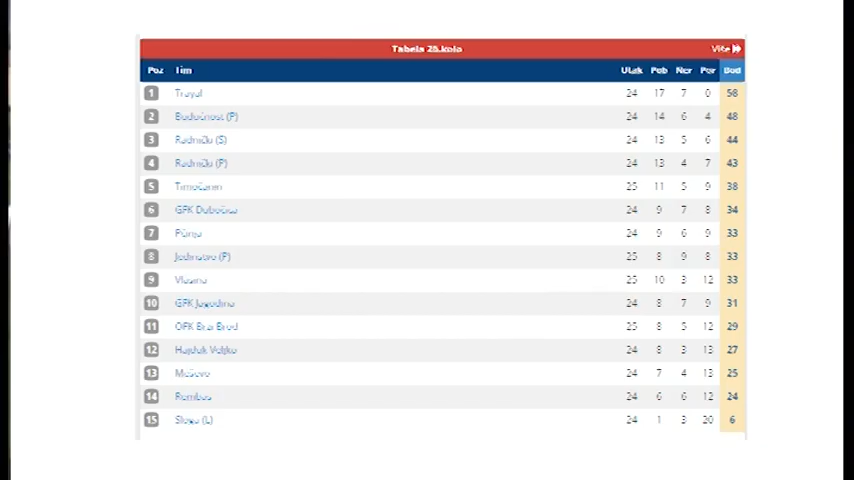 Tabela 26.kolo Više
Poz Tim Utak Pob Ner Por Bod
1 Trayal 24 17 7 0 58
2 Budućnost (P) 24 14 6 4 48
3 Radnički (S) 24 13 5 6 44
4 Radnički (P) 24 13 4 7 43
5 Timočanin 25 11 5 9 38
6 GFK Dubočica 24 9 7 8 34
7 Pčinja 24 9 6 9 33
8 Jedinstvo (P) 25 8 9 8 33
9 Vlasina 25 10 3 12 33
10 GFK Jagodina 24 8 7 9 31
11 OFK Brzi Brod 25 8 5 12 29
12 Hajduk Veljko 24 8 3 13 27
13 Moševo 24 7 4 13 25
14 Rembas 24 6 6 12 24
15 Sloga (L) 24 1 3 20 6